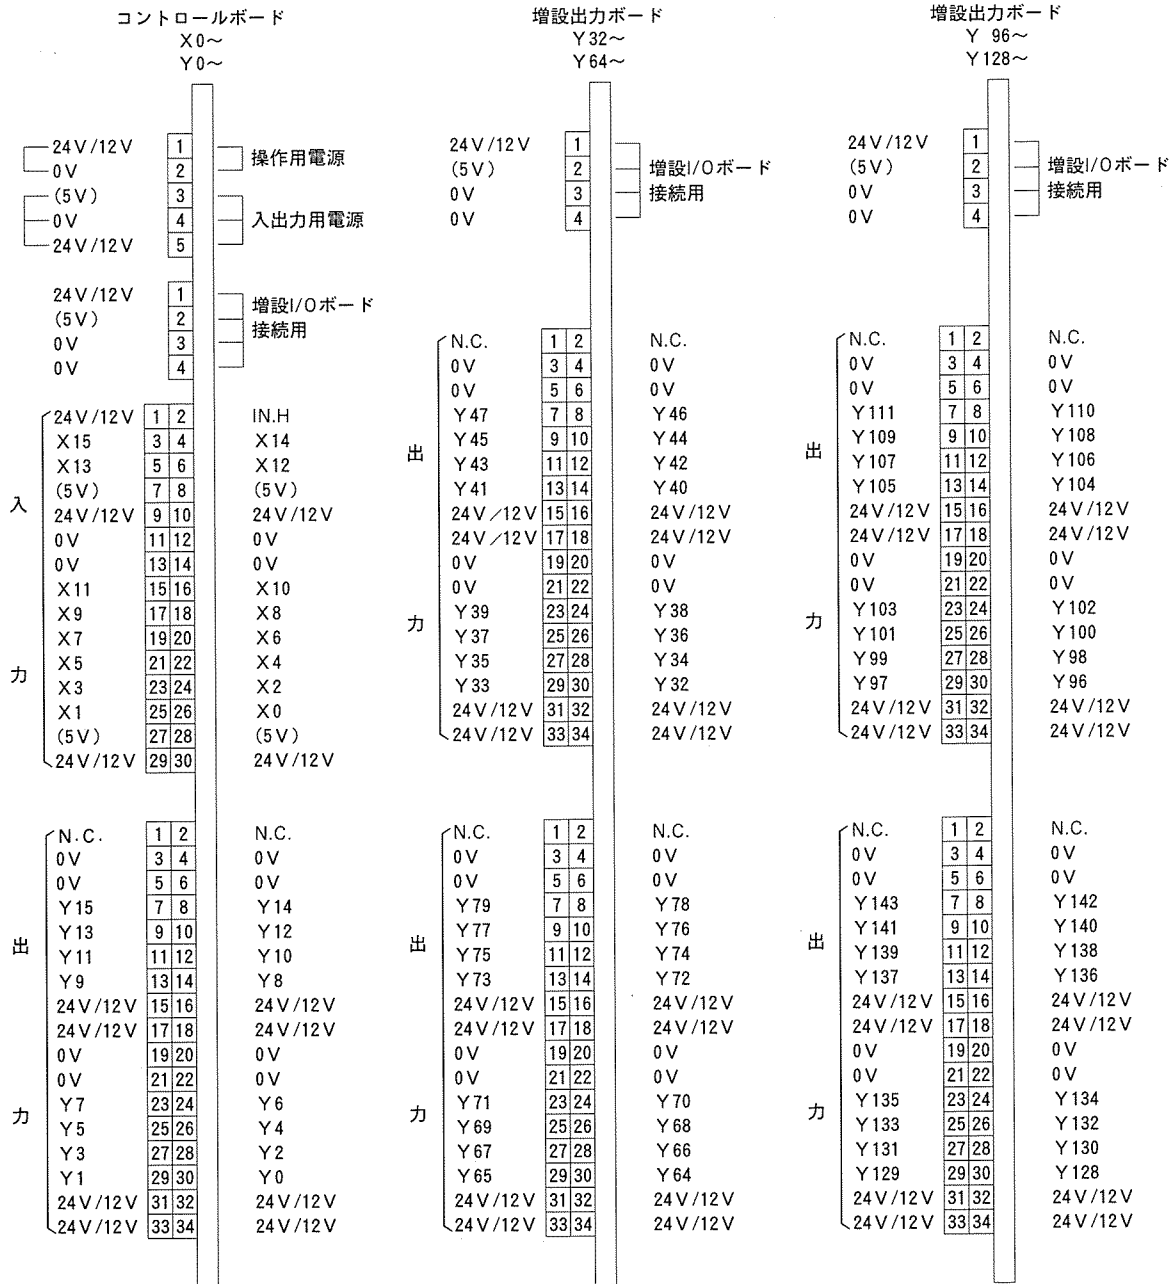 コントロールボード
X0～
Y0～
24V/12V 1
0V 2
操作用電源
(5V) 3
0V 4
24V/12V 5
入出力用電源
24V/12V 1
(5V) 2
0V 3
0V 4
増設I/Oボード
接続用
入力
24V/12V 1 2 IN.H
X15 3 4 X14
X13 5 6 X12
(5V) 7 8 (5V)
24V/12V 9 10 24V/12V
0V 11 12 0V
0V 13 14 0V
X11 15 16 X10
X9 17 18 X8
X7 19 20 X6
X5 21 22 X4
X3 23 24 X2
X1 25 26 X0
(5V) 27 28 (5V)
24V/12V 29 30 24V/12V
出力
N.C. 1 2 N.C.
0V 3 4 0V
0V 5 6 0V
Y15 7 8 Y14
Y13 9 10 Y12
Y11 11 12 Y10
Y9 13 14 Y8
24V/12V 15 16 24V/12V
24V/12V 17 18 24V/12V
0V 19 20 0V
0V 21 22 0V
Y7 23 24 Y6
Y5 25 26 Y4
Y3 27 28 Y2
Y1 29 30 Y0
24V/12V 31 32 24V/12V
24V/12V 33 34 24V/12V
増設出力ボード
Y32～
Y64～
24V/12V 1
(5V) 2
0V 3
0V 4
増設I/Oボード
接続用
出力
N.C. 1 2 N.C.
0V 3 4 0V
0V 5 6 0V
Y47 7 8 Y46
Y45 9 10 Y44
Y43 11 12 Y42
Y41 13 14 Y40
24V／12V 15 16 24V/12V
24V／12V 17 18 24V/12V
0V 19 20 0V
0V 21 22 0V
Y39 23 24 Y38
Y37 25 26 Y36
Y35 27 28 Y34
Y33 29 30 Y32
24V/12V 31 32 24V/12V
24V/12V 33 34 24V/12V
出力
N.C. 1 2 N.C.
0V 3 4 0V
0V 5 6 0V
Y79 7 8 Y78
Y77 9 10 Y76
Y75 11 12 Y74
Y73 13 14 Y72
24V/12V 15 16 24V/12V
24V/12V 17 18 24V/12V
0V 19 20 0V
0V 21 22 0V
Y71 23 24 Y70
Y69 25 26 Y68
Y67 27 28 Y66
Y65 29 30 Y64
24V/12V 31 32 24V/12V
24V/12V 33 34 24V/12V
増設出力ボード
Y 96～
Y128～
24V/12V 1
(5V) 2
0V 3
0V 4
増設I/Oボード
接続用
出力
N.C. 1 2 N.C.
0V 3 4 0V
0V 5 6 0V
Y111 7 8 Y110
Y109 9 10 Y108
Y107 11 12 Y106
Y105 13 14 Y104
24V/12V 15 16 24V/12V
24V/12V 17 18 24V/12V
0V 19 20 0V
0V 21 22 0V
Y103 23 24 Y102
Y101 25 26 Y100
Y99 27 28 Y98
Y97 29 30 Y96
24V/12V 31 32 24V/12V
24V/12V 33 34 24V/12V
出力
N.C. 1 2 N.C.
0V 3 4 0V
0V 5 6 0V
Y143 7 8 Y142
Y141 9 10 Y140
Y139 11 12 Y138
Y137 13 14 Y136
24V/12V 15 16 24V/12V
24V/12V 17 18 24V/12V
0V 19 20 0V
0V 21 22 0V
Y135 23 24 Y134
Y133 25 26 Y132
Y131 27 28 Y130
Y129 29 30 Y128
24V/12V 31 32 24V/12V
24V/12V 33 34 24V/12V